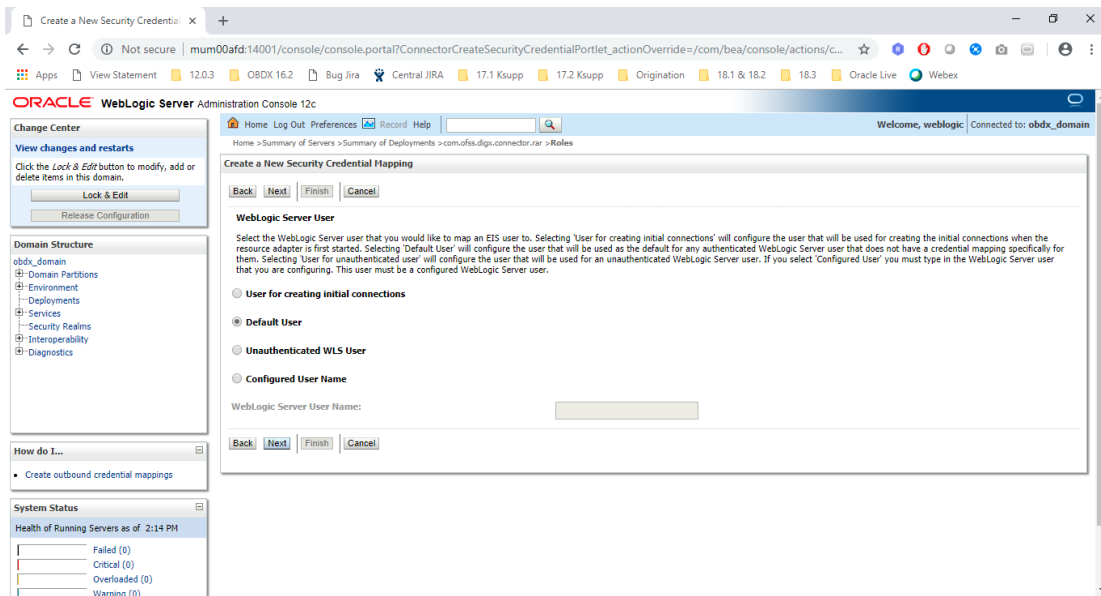 Create a New Security Credential
Not secure | mum00afd:14001/console/console.portal?ConnectorCreateSecurityCredentialPortlet_actionOverride=/com/bea/console/actions/c...
Apps View Statement 12.0.3 OBDX 16.2 Bug Jira Central JIRA 17.1 Ksupp 17.2 Ksupp Origination 18.1 & 18.2 18.3 Oracle Live Webex
ORACLE WebLogic Server Administration Console 12c
Change Center
View changes and restarts
Click the Lock & Edit button to modify, add or
delete items in this domain.
Lock & Edit
Release Configuration
Domain Structure
obdx_domain
Domain Partitions
Environment
Deployments
Services
Security Realms
Interoperability
Diagnostics
How do I...
Create outbound credential mappings
System Status
Health of Running Servers as of 2:14 PM
Failed (0)
Critical (0)
Overloaded (0)
Warning (0)
Home Log Out Preferences Record Help
Welcome, weblogic Connected to: obdx_domain
Home >Summary of Servers >Summary of Deployments >com.ofss.digx.connector.rar >Roles
Create a New Security Credential Mapping
Back Next Finish Cancel
WebLogic Server User
Select the WebLogic Server user that you would like to map an EIS user to. Selecting 'User for creating initial connections' will configure the user that will be used for creating the initial connections when the
resource adapter is first started. Selecting 'Default User' will configure the user that will be used as the default for any authenticated WebLogic Server user that does not have a credential mapping specifically for
them. Selecting 'User for unauthenticated user' will configure the user that will be used for an unauthenticated WebLogic Server user. If you select 'Configured User' you must type in the WebLogic Server user
that you are configuring. This user must be a configured WebLogic Server user.
User for creating initial connections
Default User
Unauthenticated WLS User
Configured User Name
WebLogic Server User Name:
Back Next Finish Cancel